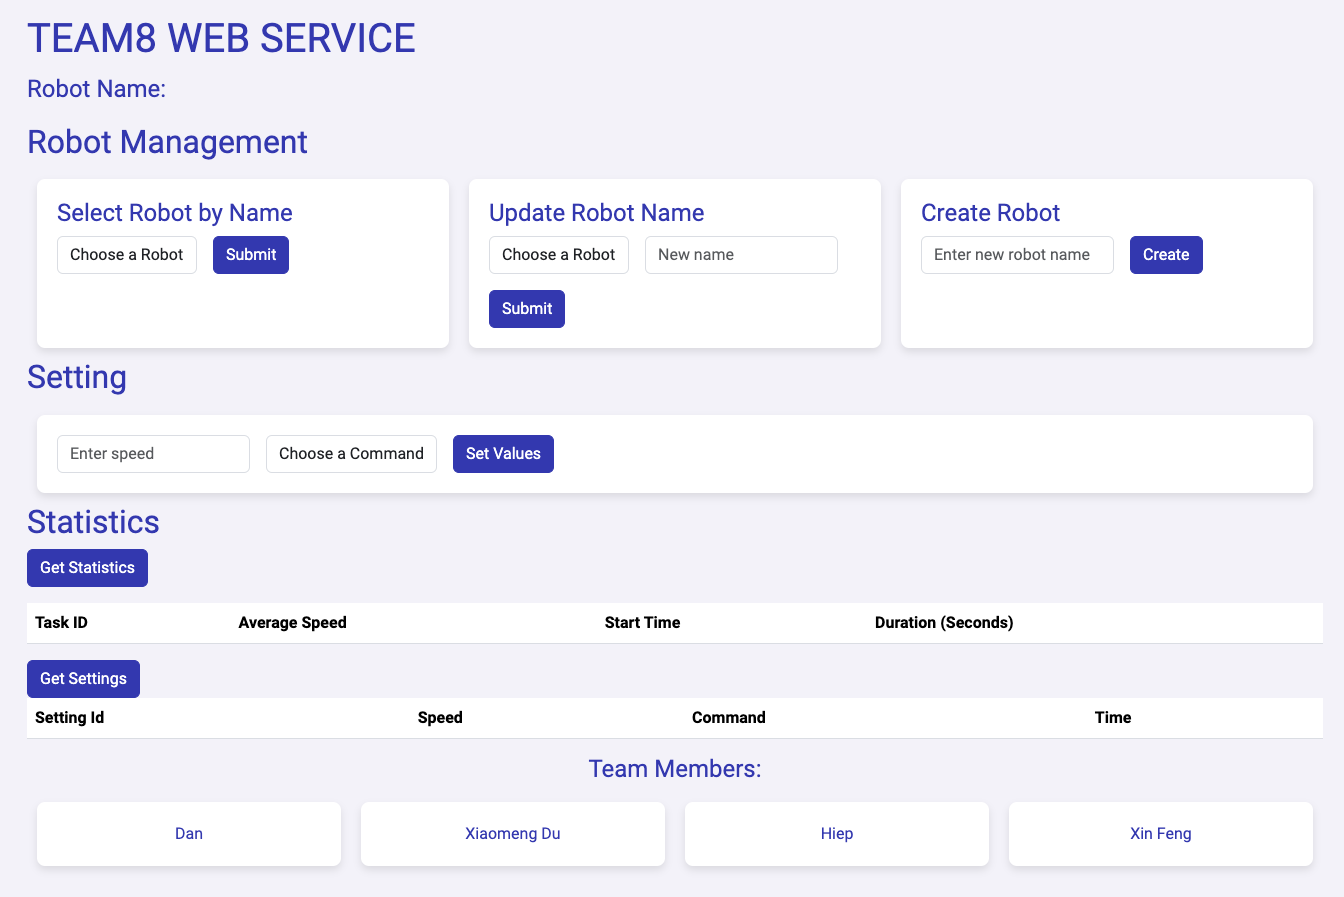 TEAM8 WEB SERVICE
Robot Name:
Robot Management
Select Robot by Name
Choose a Robot
Submit
Update Robot Name
Choose a Robot
New name
Submit
Create Robot
Enter new robot name
Create
Setting
Enter speed
Choose a Command
Set Values
Statistics
Get Statistics
Task ID
Average Speed
Start Time
Duration (Seconds)
Get Settings
Setting Id
Speed
Command
Time
Team Members:
Dan
Xiaomeng Du
Hiep
Xin Feng